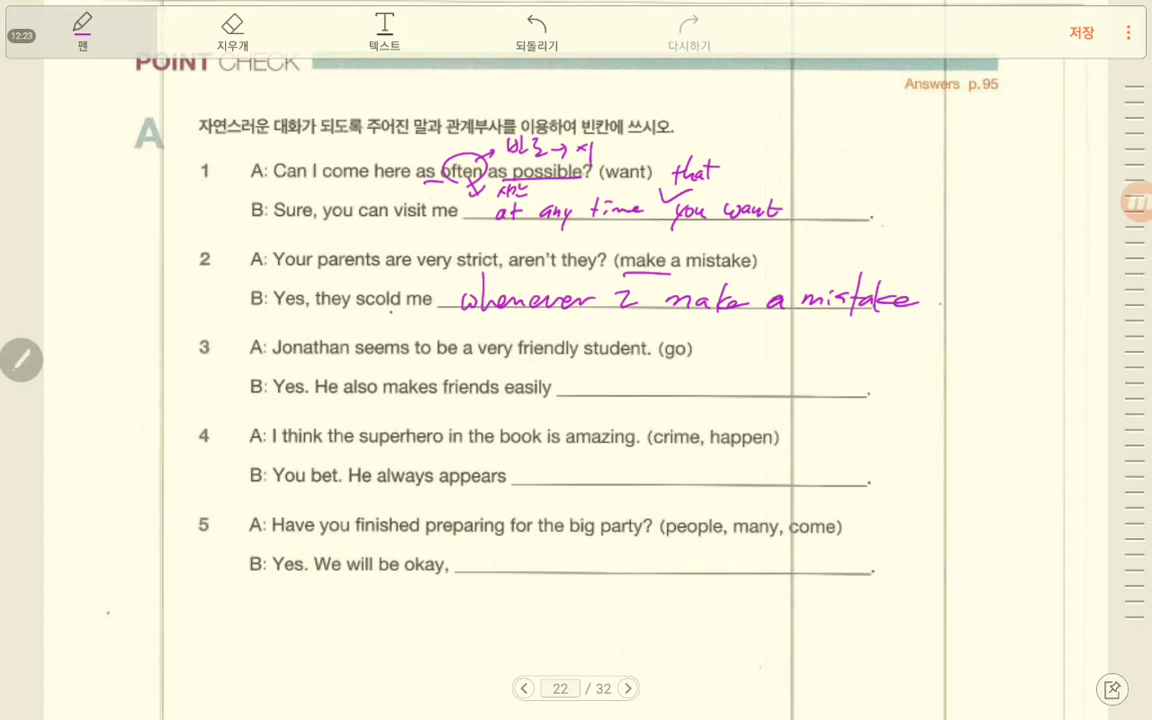 12:23
펜
지우개
텍스트
되돌리기
다시하기
저장
POINT CHECK
Answers p.95
A
자연스러운 대화가 되도록 주어진 말과 관계부사를 이용하여 빈칸에 쓰시오.
빈도→시
1 A: Can I come here as often as possible? (want) that
B: Sure, you can visit me at any time you want.
2 A: Your parents are very strict, aren't they? (make a mistake)
B: Yes, they scold me whenever I make a mistake.
3 A: Jonathan seems to be a very friendly student. (go)
B: Yes. He also makes friends easily .
4 A: I think the superhero in the book is amazing. (crime, happen)
B: You bet. He always appears .
5 A: Have you finished preparing for the big party? (people, many, come)
B: Yes. We will be okay, .
22 / 32